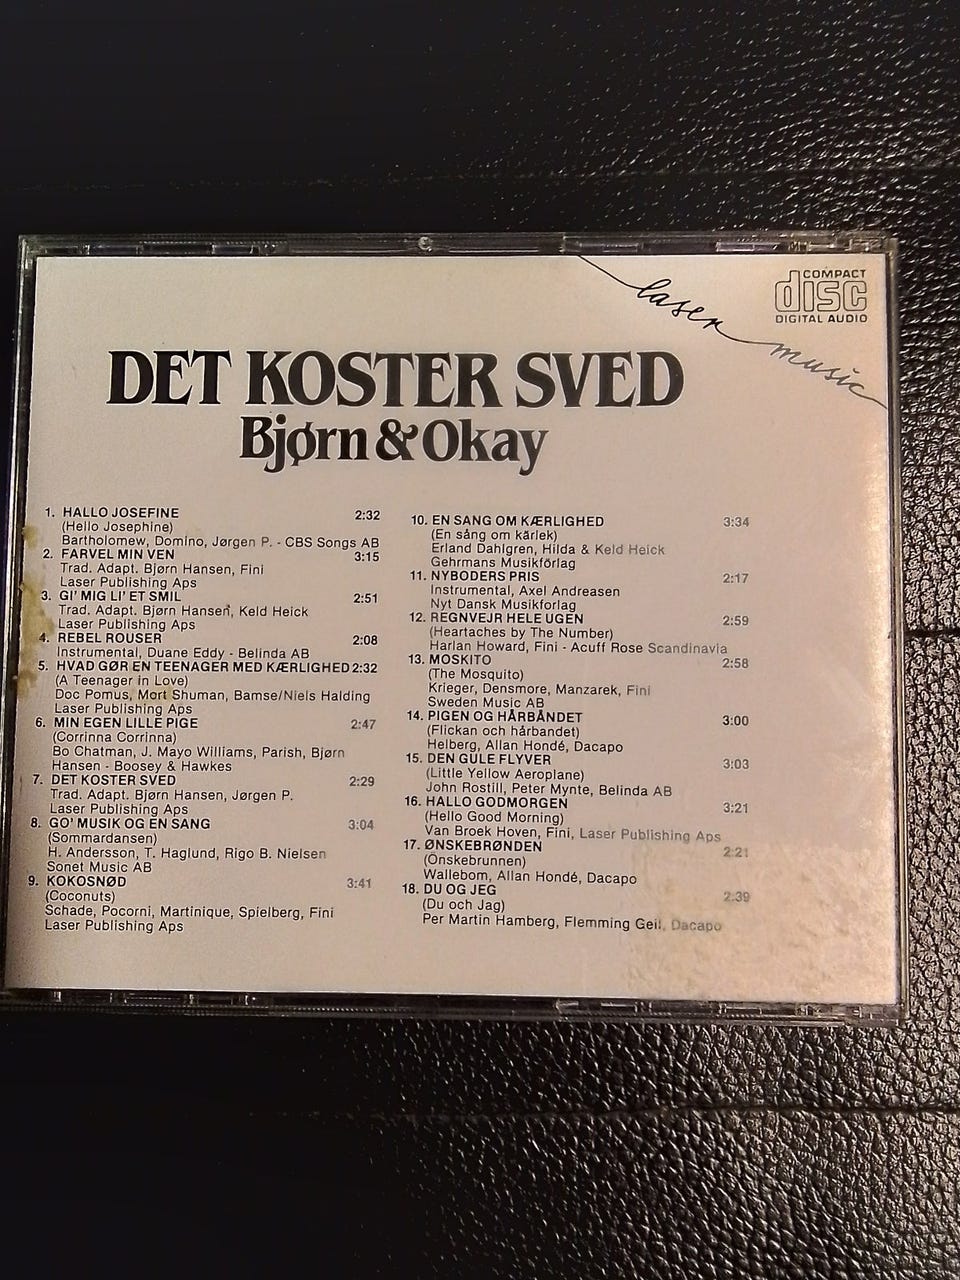 laser music
COMPACT
disc
DIGITAL AUDIO
DET KOSTER SVED
Bjørn & Okay
1. HALLO JOSEFINE 2:32
(Hello Josephine)
Bartholomew, Domino, Jørgen P. - CBS Songs AB
2. FARVEL MIN VEN 3:15
Trad. Adapt. Bjørn Hansen, Fini
Laser Publishing Aps
3. GI' MIG LI' ET SMIL 2:51
Trad. Adapt. Bjørn Hansen, Keld Heick
Laser Publishing Aps
4. REBEL ROUSER 2:08
Instrumental, Duane Eddy - Belinda AB
5. HVAD GØR EN TEENAGER MED KÆRLIGHED 2:32
(A Teenager in Love)
Doc Pomus, Mort Shuman, Bamse/Niels Halding
Laser Publishing Aps
6. MIN EGEN LILLE PIGE 2:47
(Corrinna Corrinna)
Bo Chatman, J. Mayo Williams, Parish, Bjørn
Hansen - Boosey & Hawkes
7. DET KOSTER SVED 2:29
Trad. Adapt. Bjørn Hansen, Jørgen P.
Laser Publishing Aps
8. GO' MUSIK OG EN SANG 3:04
(Sommardansen)
H. Andersson, T. Haglund, Rigo B. Nielsen
Sonet Music AB
9. KOKOSNØD 3:41
(Coconuts)
Schade, Pocorni, Martinique, Spielberg, Fini
Laser Publishing Aps
10. EN SANG OM KÆRLIGHED 3:34
(En sång om kärlek)
Erland Dahlgren, Hilda & Keld Heick
Gehrmans Musikförlag
11. NYBODERS PRIS 2:17
Instrumental, Axel Andreasen
Nyt Dansk Musikforlag
12. REGNVEJR HELE UGEN 2:59
(Heartaches by The Number)
Harlan Howard, Fini - Acuff Rose Scandinavia
13. MOSKITO 2:58
(The Mosquito)
Krieger, Densmore, Manzarek, Fini
Sweden Music AB
14. PIGEN OG HÅRBÅNDET 3:00
(Flickan och hårbandet)
Helberg, Allan Hondé, Dacapo
15. DEN GULE FLYVER 3:03
(Little Yellow Aeroplane)
John Rostill, Peter Mynte, Belinda AB
16. HALLO GODMORGEN 3:21
(Hello Good Morning)
Van Broek Hoven, Fini, Laser Publishing Aps
17. ØNSKEBRØNDEN 2:21
(Önskebrunnen)
Wallebom, Allan Hondé, Dacapo
18. DU OG JEG 2:39
(Du och Jag)
Per Martin Hamberg, Flemming Geil, Dacapo